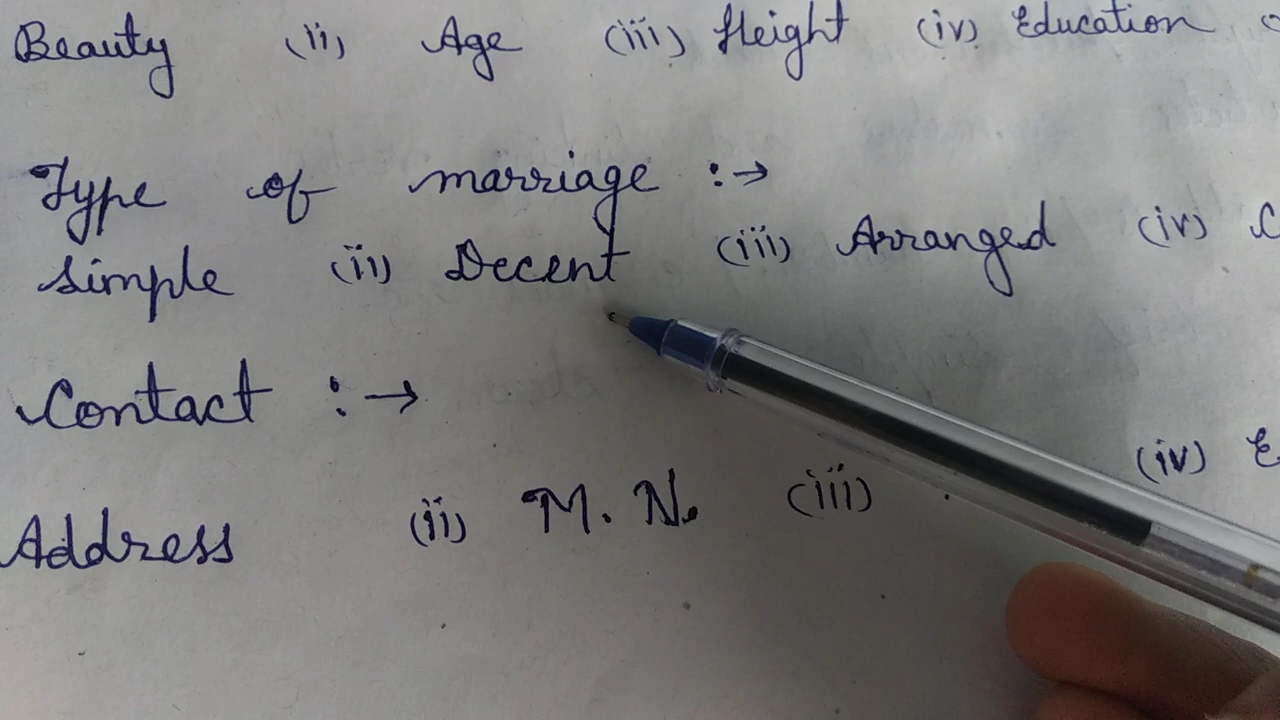 Beauty (ii) Age (iii) Height (iv) Education
Type of marriage :→
simple (ii) Decent (iii) Arranged (iv)
Contact :→
Address (ii) M. N. (iii) (iv)